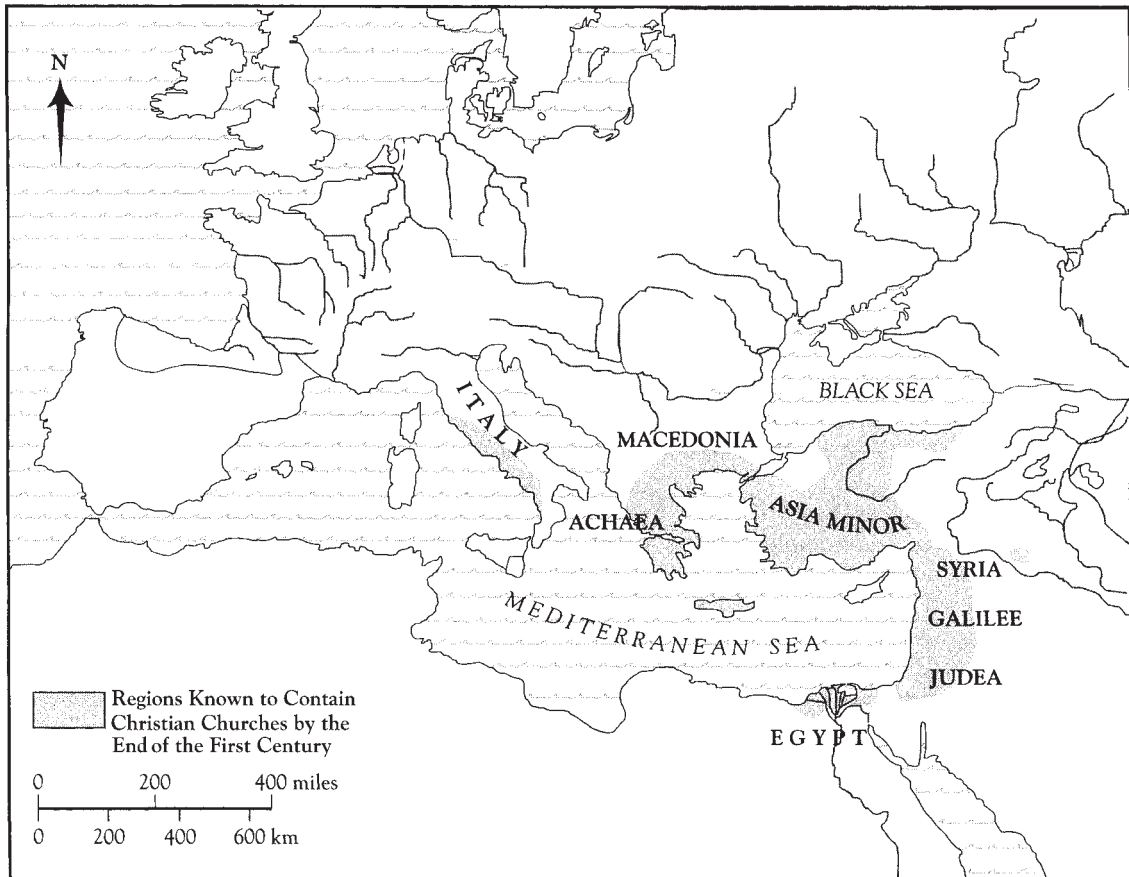 N
BLACK SEA
ITALY
MACEDONIA
ACHAEA
ASIA MINOR
SYRIA
GALILEE
MEDITERRANEAN SEA
JUDEA
EGYPT
Regions Known to Contain
Christian Churches by the
End of the First Century
0 200 400 miles
0 200 400 600 km